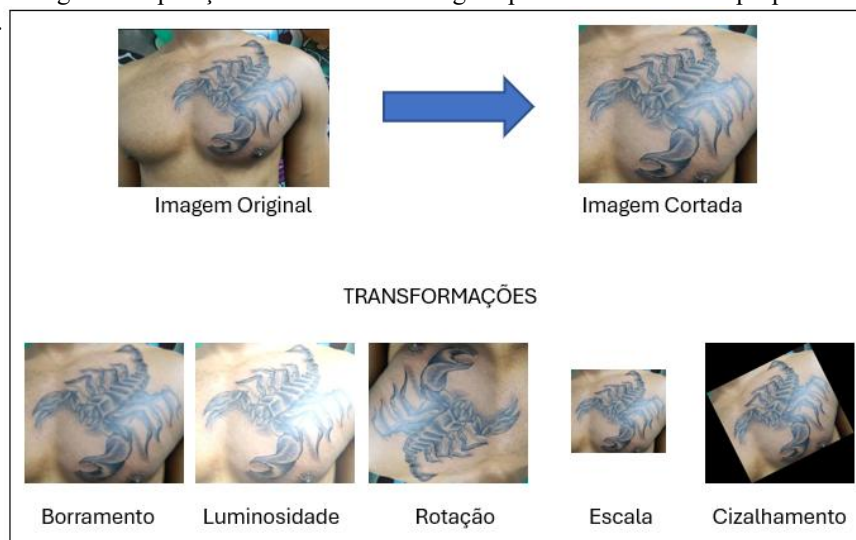 Imagem Original
Imagem Cortada
TRANSFORMAÇÕES
Borramento
Luminosidade
Rotação
Escala
Cizalhamento